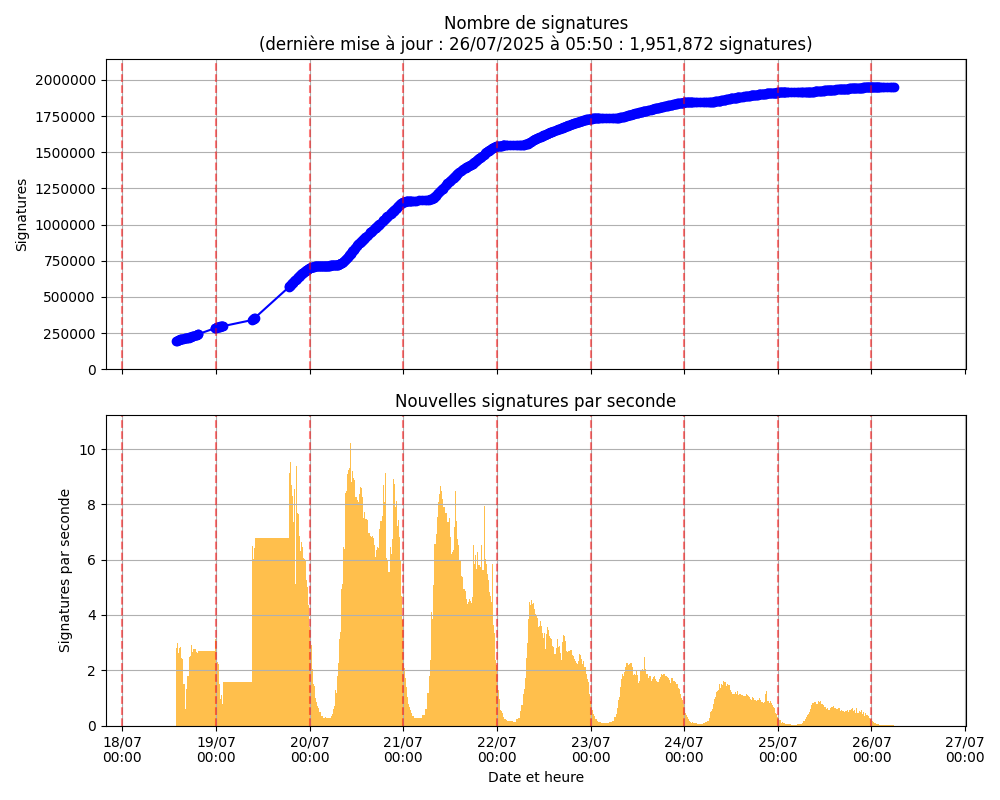 Nombre de signatures
(dernière mise à jour : 26/07/2025 à 05:50 : 1,951,872 signatures)
2000000
1750000
1500000
1250000
1000000
750000
500000
250000
0
Signatures
Nouvelles signatures par seconde
10
8
6
4
2
0
Signatures par seconde
18/07 19/07 20/07 21/07 22/07 23/07 24/07 25/07 26/07 27/07
00:00 00:00 00:00 00:00 00:00 00:00 00:00 00:00 00:00 00:00
Date et heure